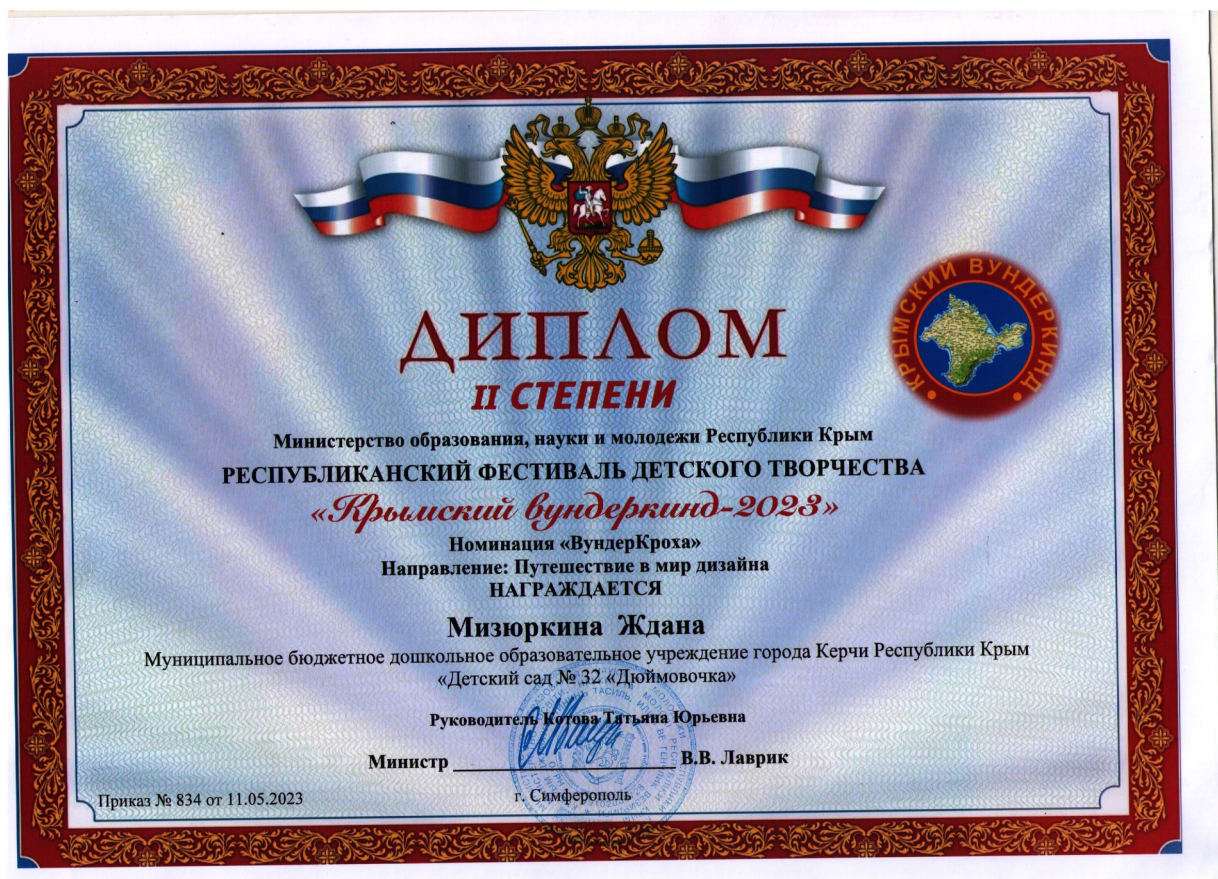 КРЫМСКИЙ ВУНДЕРКИНД
ДИПЛОМ
II СТЕПЕНИ
Министерство образования, науки и молодежи Республики Крым
РЕСПУБЛИКАНСКИЙ ФЕСТИВАЛЬ ДЕТСКОГО ТВОРЧЕСТВА
«Крымский вундеркинд-2023»
Номинация «ВундерКроха»
Направление: Путешествие в мир дизайна
НАГРАЖДАЕТСЯ
Мизюркина Ждана
Муниципальное бюджетное дошкольное образовательное учреждение города Керчи Республики Крым
«Детский сад № 32 «Дюймовочка»
Руководитель Котова Татьяна Юрьевна
Министр В.В. Лаврик
Приказ № 834 от 11.05.2023
г. Симферополь